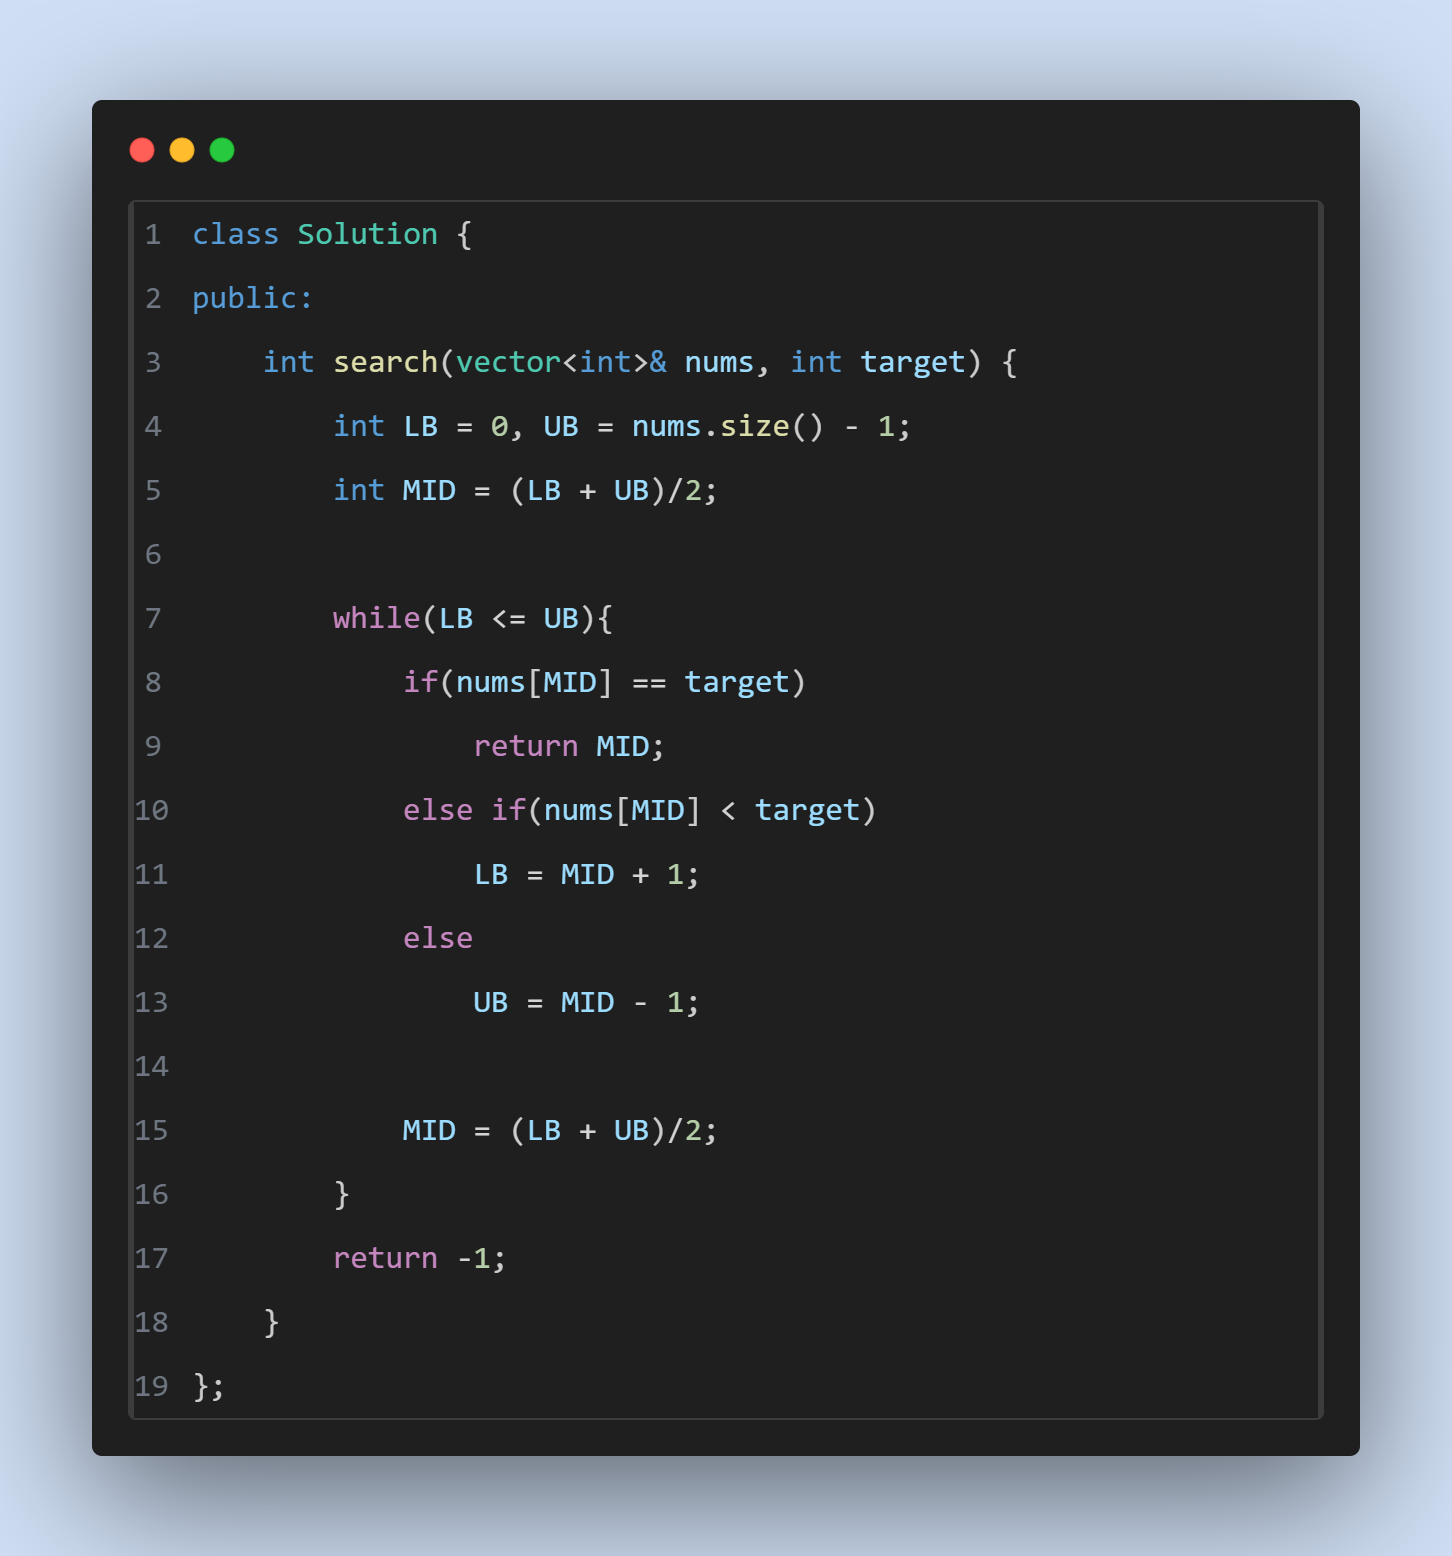 1 class Solution {
2 public:
3     int search(vector<int>& nums, int target) {
4         int LB = 0, UB = nums.size() - 1;
5         int MID = (LB + UB)/2;
6
7         while(LB <= UB){
8             if(nums[MID] == target)
9                 return MID;
10             else if(nums[MID] < target)
11                 LB = MID + 1;
12             else
13                 UB = MID - 1;
14
15             MID = (LB + UB)/2;
16         }
17         return -1;
18     }
19 };